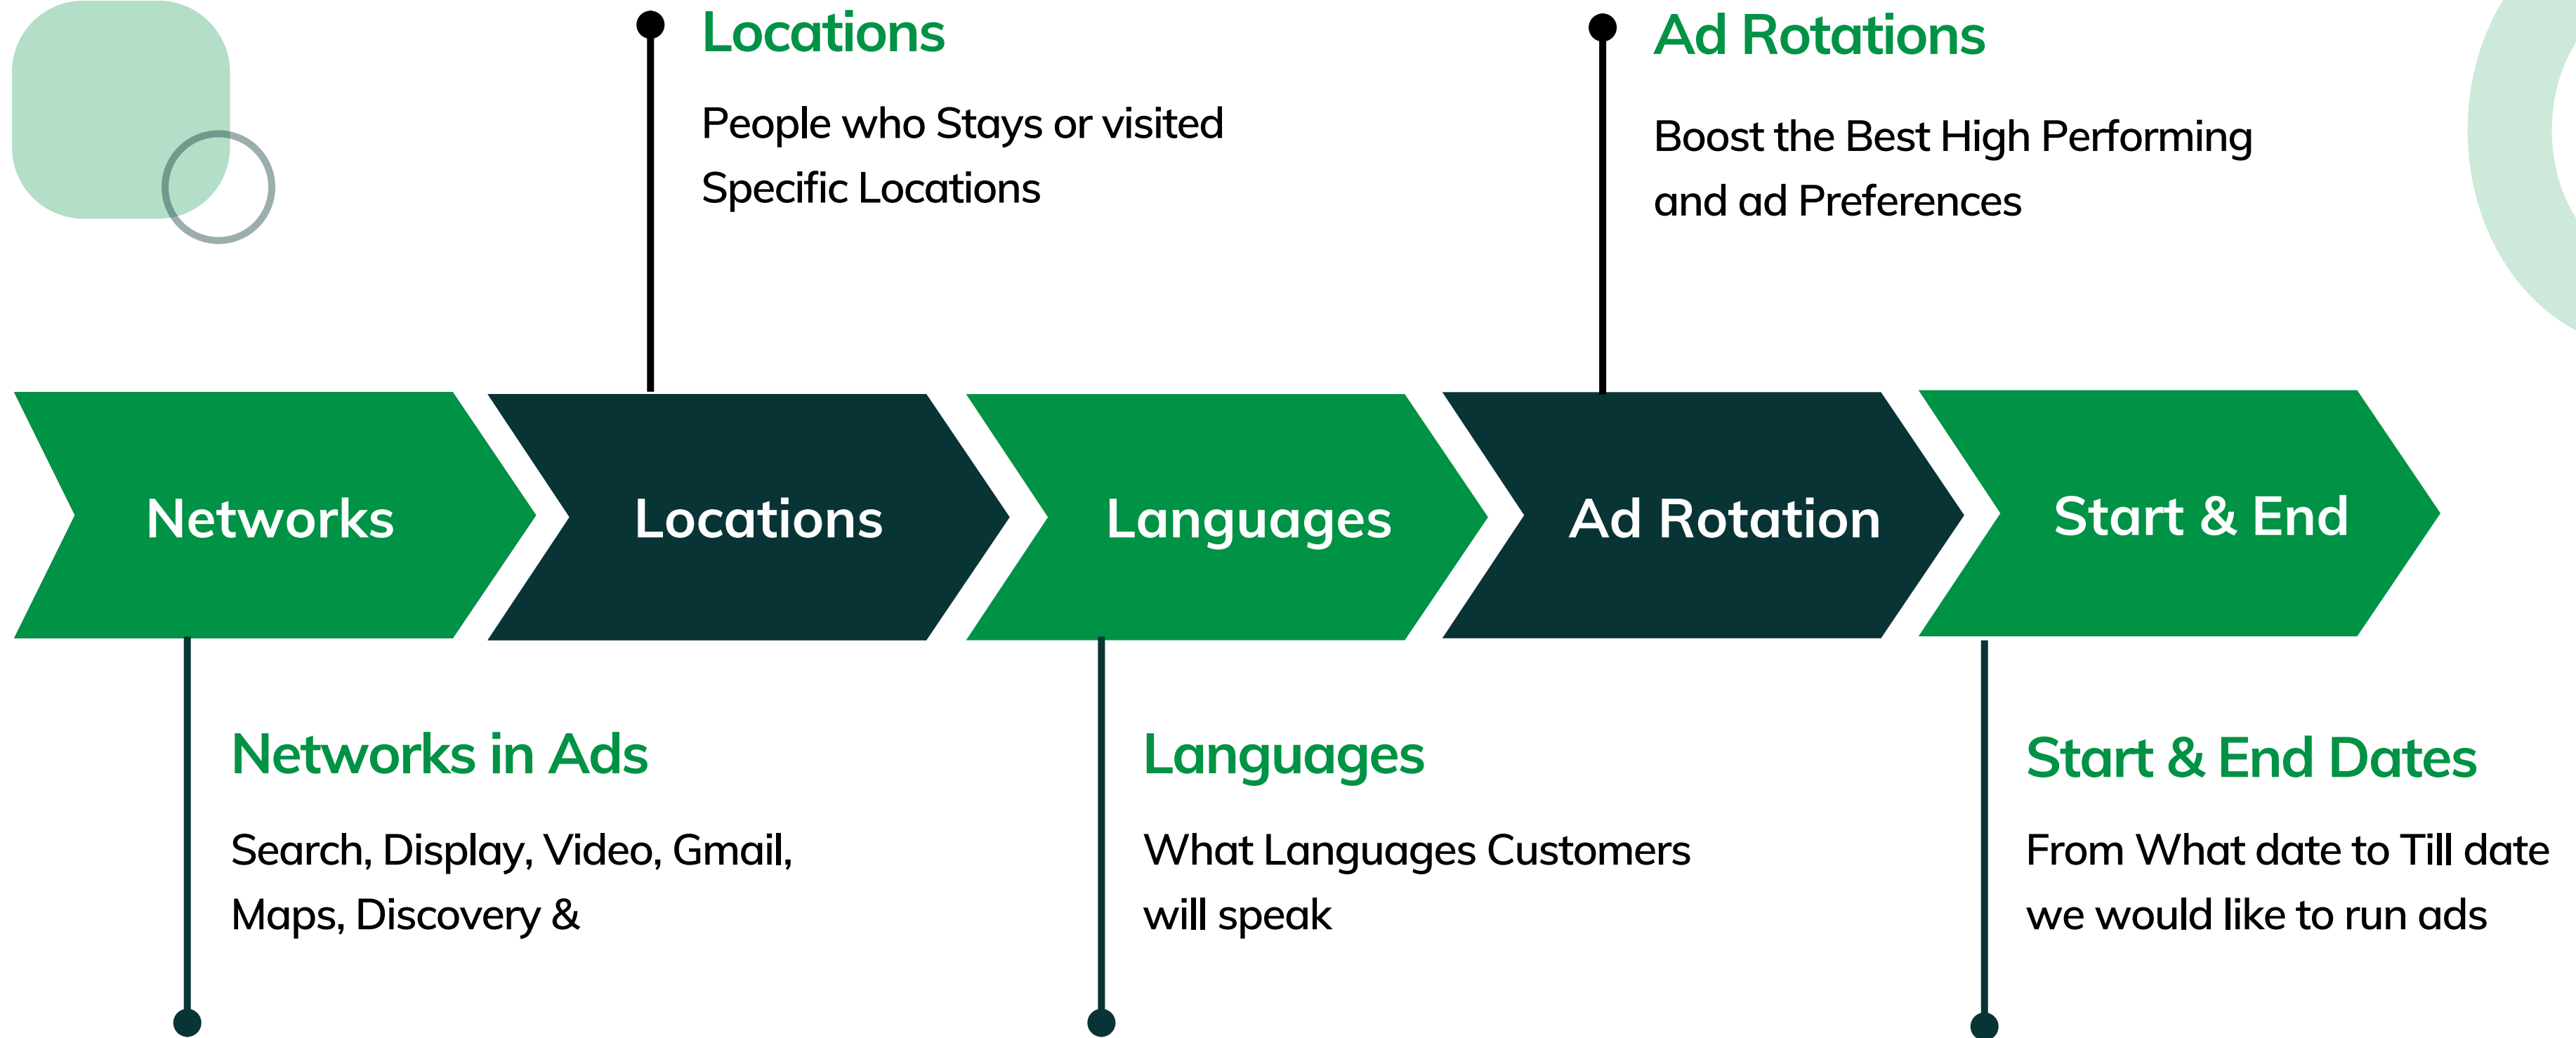 Locations
People who Stays or visited
Specific Locations
Ad Rotations
Boost the Best High Performing
and ad Preferences
Networks
Locations
Languages
Ad Rotation
Start & End
Networks in Ads
Search, Display, Video, Gmail,
Maps, Discovery &
Languages
What Languages Customers
will speak
Start & End Dates
From What date to Till date
we would like to run ads